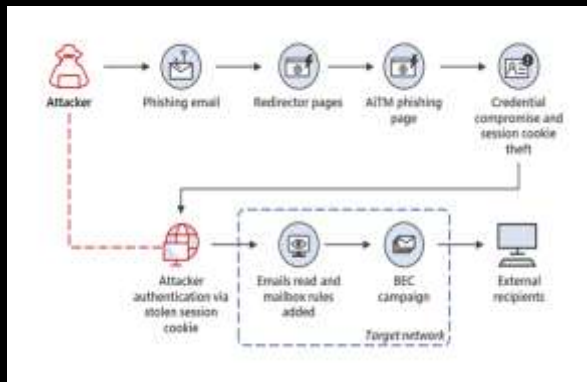 Attacker
Phishing email
Redirector pages
AiTM phishing
page
Credential
compromise and
session cookie
theft
Attacker
authentication via
stolen session
cookie
Emails read and
mailbox rules
added
BEC
campaign
External
recipients
Target network